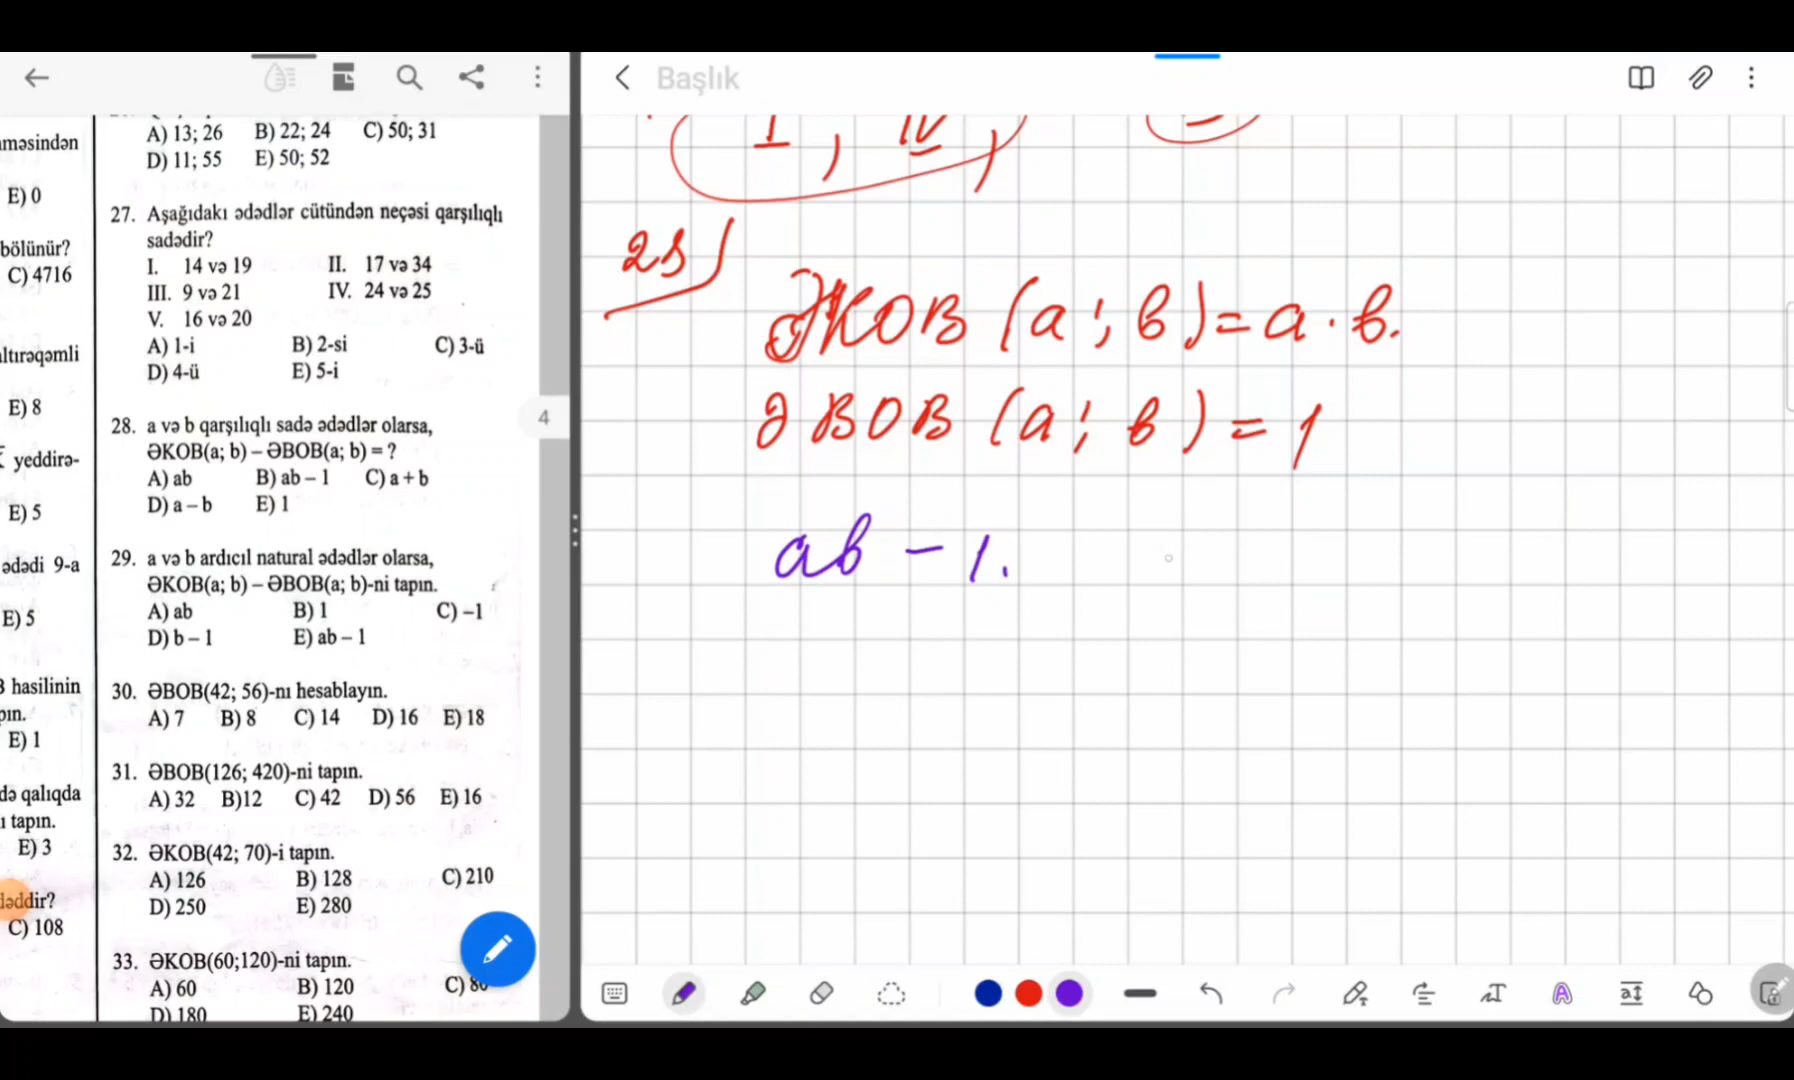 Başlık
məsindən
E) 0
bölünür?
C) 4716
altırəqəmli
E) 8
yeddirə-
E) 5
ədədi 9-a
E) 5
hasilinin
E) 1
də qalıqda
tapın.
E) 3
C) 108
A) 13; 26 B) 22; 24 C) 50; 31
D) 11; 55 E) 50; 52
27. Aşağıdakı ədədlər cütündən neçəsi qarşılıqlı
sadədir?
I. 14 və 19 II. 17 və 34
III. 9 və 21 IV. 24 və 25
V. 16 və 20
A) 1-i B) 2-si C) 3-ü
D) 4-ü E) 5-i
28. a və b qarşılıqlı sadə ədədlər olarsa,
ƏKOB(a; b) – ƏBOB(a; b) = ?
A) ab B) ab – 1 C) a + b
D) a – b E) 1
29. a və b ardıcıl natural ədədlər olarsa,
ƏKOB(a; b) – ƏBOB(a; b)-ni tapın.
A) ab B) 1 C) –1
D) b – 1 E) ab – 1
30. ƏBOB(42; 56)-nı hesablayın.
A) 7 B) 8 C) 14 D) 16 E) 18
31. ƏBOB(126; 420)-ni tapın.
A) 32 B)12 C) 42 D) 56 E) 16
32. ƏKOB(42; 70)-i tapın.
A) 126 B) 128 C) 210
D) 250 E) 280
33. ƏKOB(60;120)-ni tapın.
A) 60 B) 120
D) 180 E) 240
4
I, IV,
28)
ƏKOB (a; b) = a · b.
ƏBOB (a; b) = 1
ab – 1.